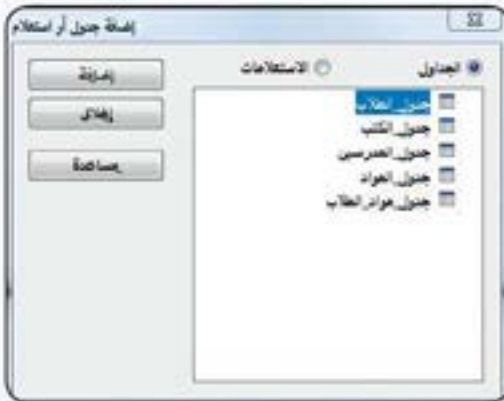 إضافة جدول أو استعلام
الجداول
الاستعلامات
جدول_الطلاب
جدول_الكتب
جدول_المدرسين
جدول_المواد
جدول_مواد_الطلاب
إضافة
إغلاق
مساعدة